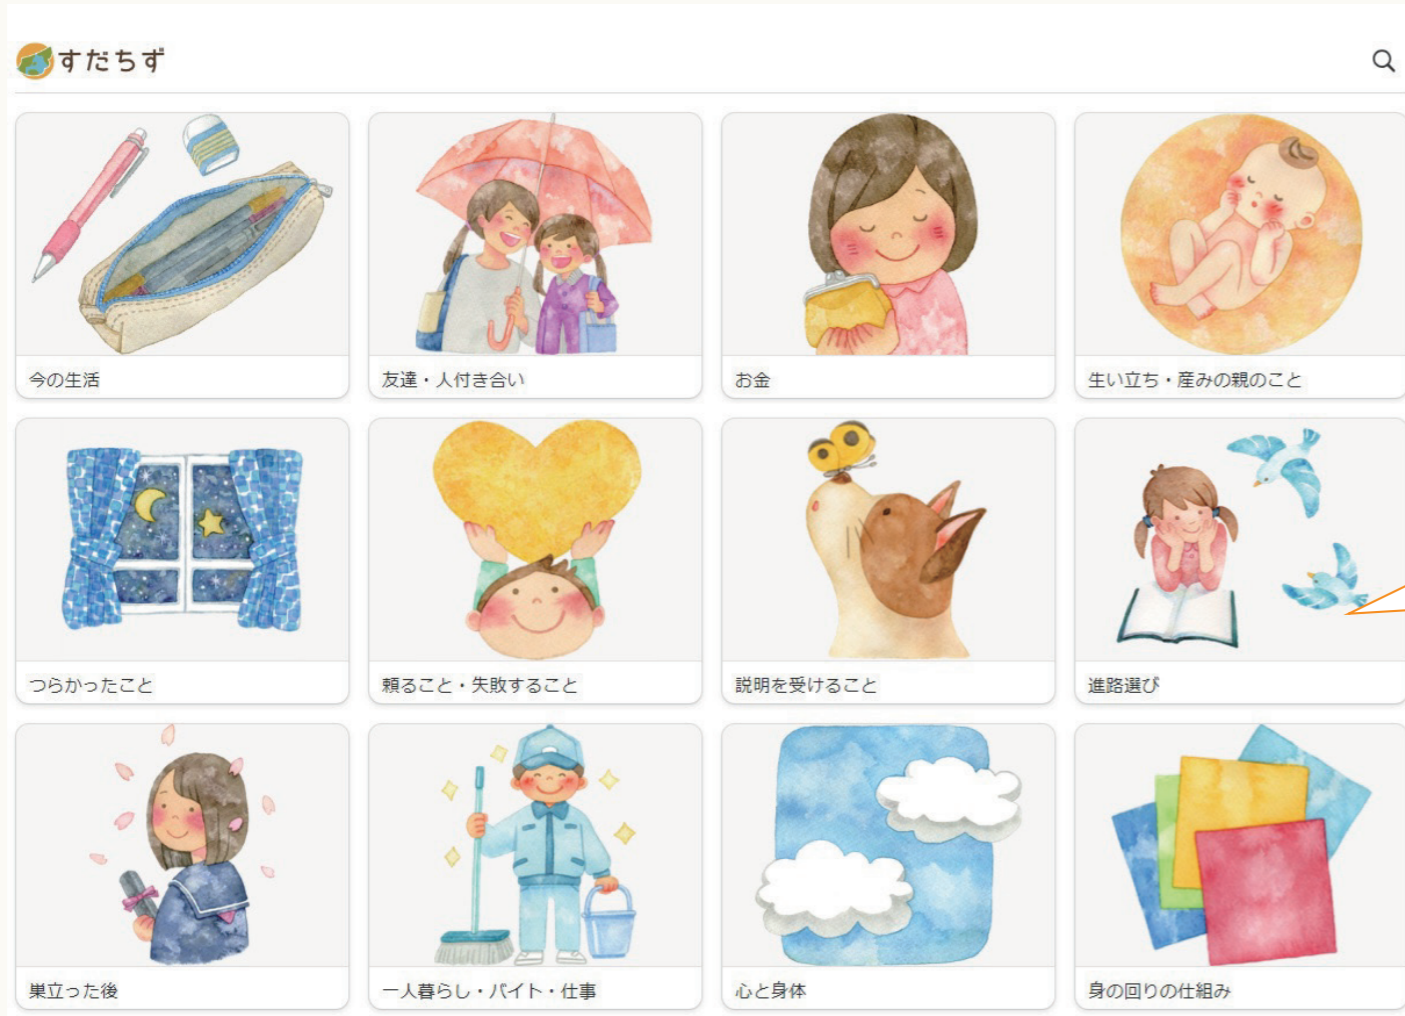 すだちず
今の生活
友達・人付き合い
お金
生い立ち・産みの親のこと
つらかったこと
頼ること・失敗すること
説明を受けること
進路選び
巣立った後
一人暮らし・バイト・仕事
心と身体
身の回りの仕組み